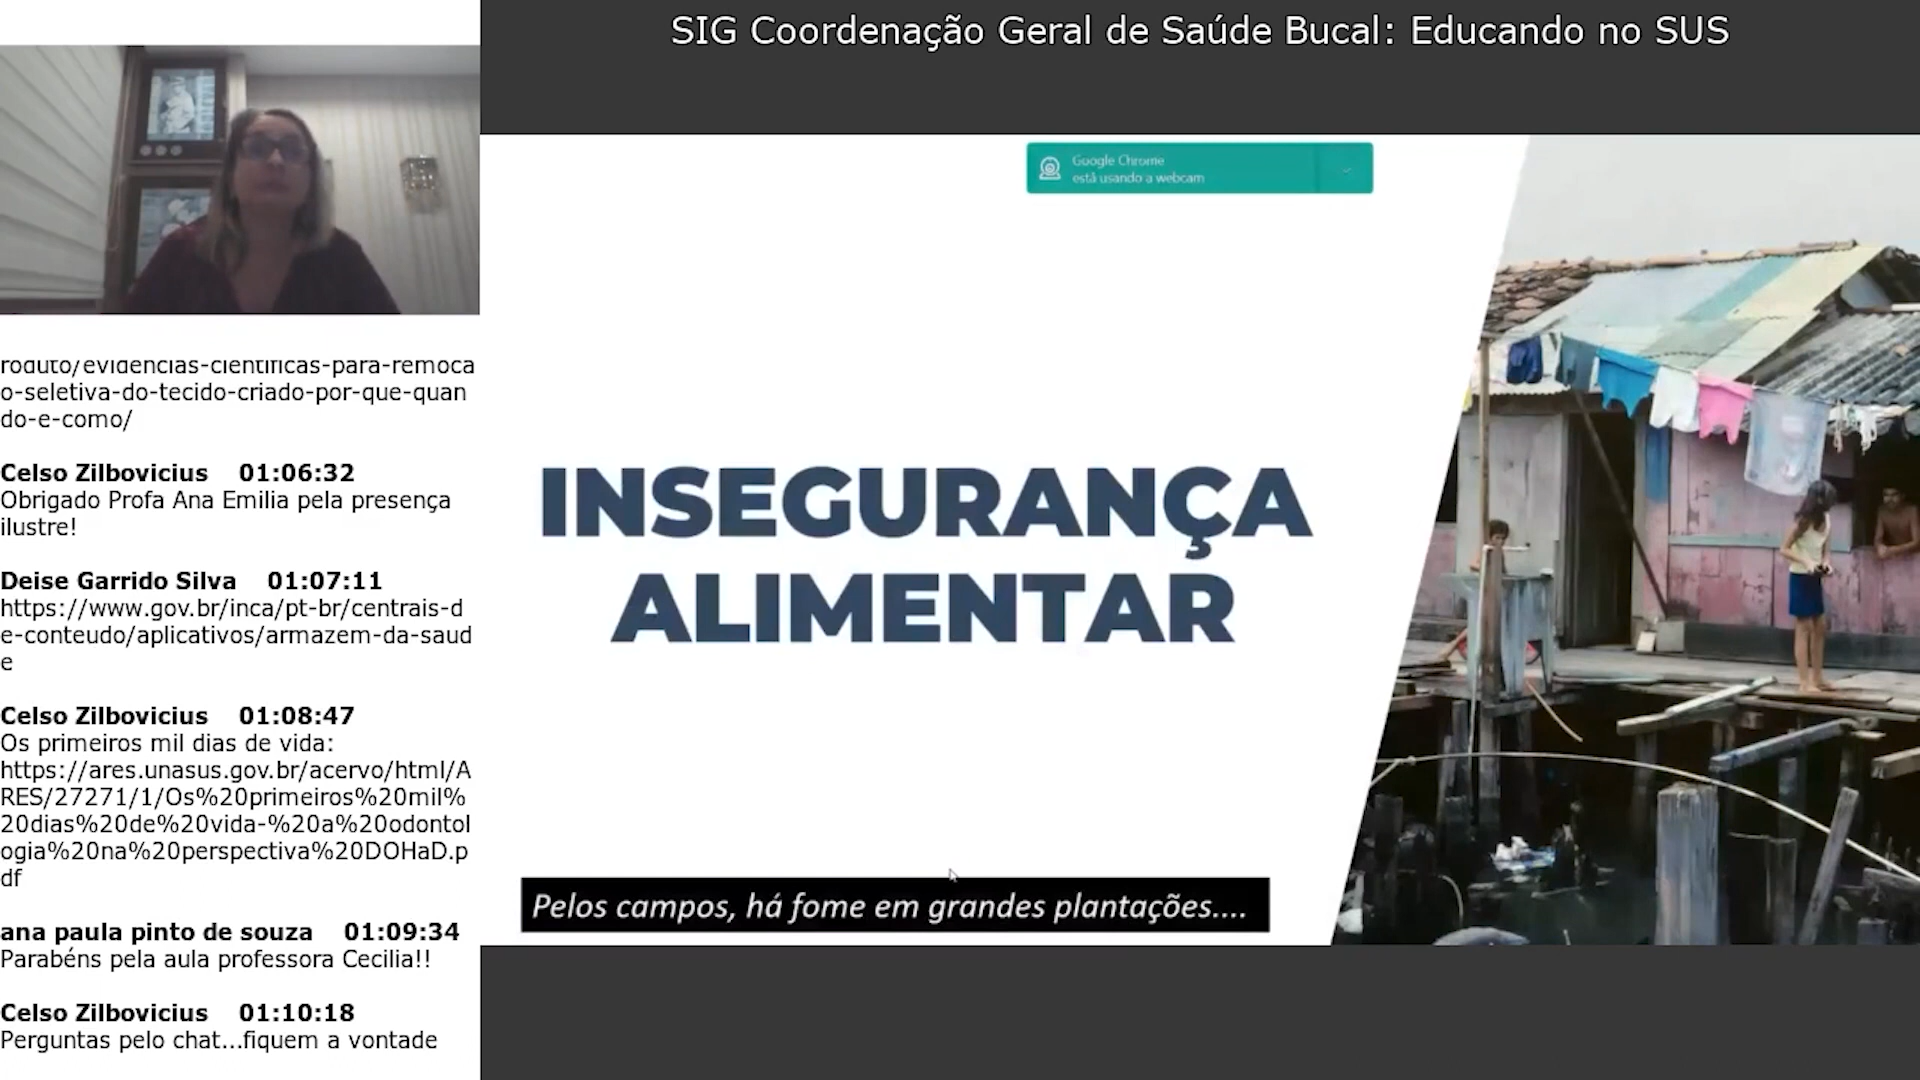 SIG Coordenação Geral de Saúde Bucal: Educando no SUS
Google Chrome
está usando a webcam
INSEGURANÇA
ALIMENTAR
Pelos campos, há fome em grandes plantações....
roduto/evidencias-cientificas-para-remoca
o-seletiva-do-tecido-criado-por-que-quan
do-e-como/
Celso Zilbovicius 01:06:32
Obrigado Profa Ana Emilia pela presença
ilustre!
Deise Garrido Silva 01:07:11
https://www.gov.br/inca/pt-br/centrais-d
e-conteudo/aplicativos/armazem-da-saud
e
Celso Zilbovicius 01:08:47
Os primeiros mil dias de vida:
https://ares.unasus.gov.br/acervo/html/A
RES/27271/1/Os%20primeiros%20mil%
20dias%20de%20vida-%20a%20odontol
ogia%20na%20perspectiva%20DOHaD.p
df
ana paula pinto de souza 01:09:34
Parabéns pela aula professora Cecilia!!
Celso Zilbovicius 01:10:18
Perguntas pelo chat...fiquem a vontade